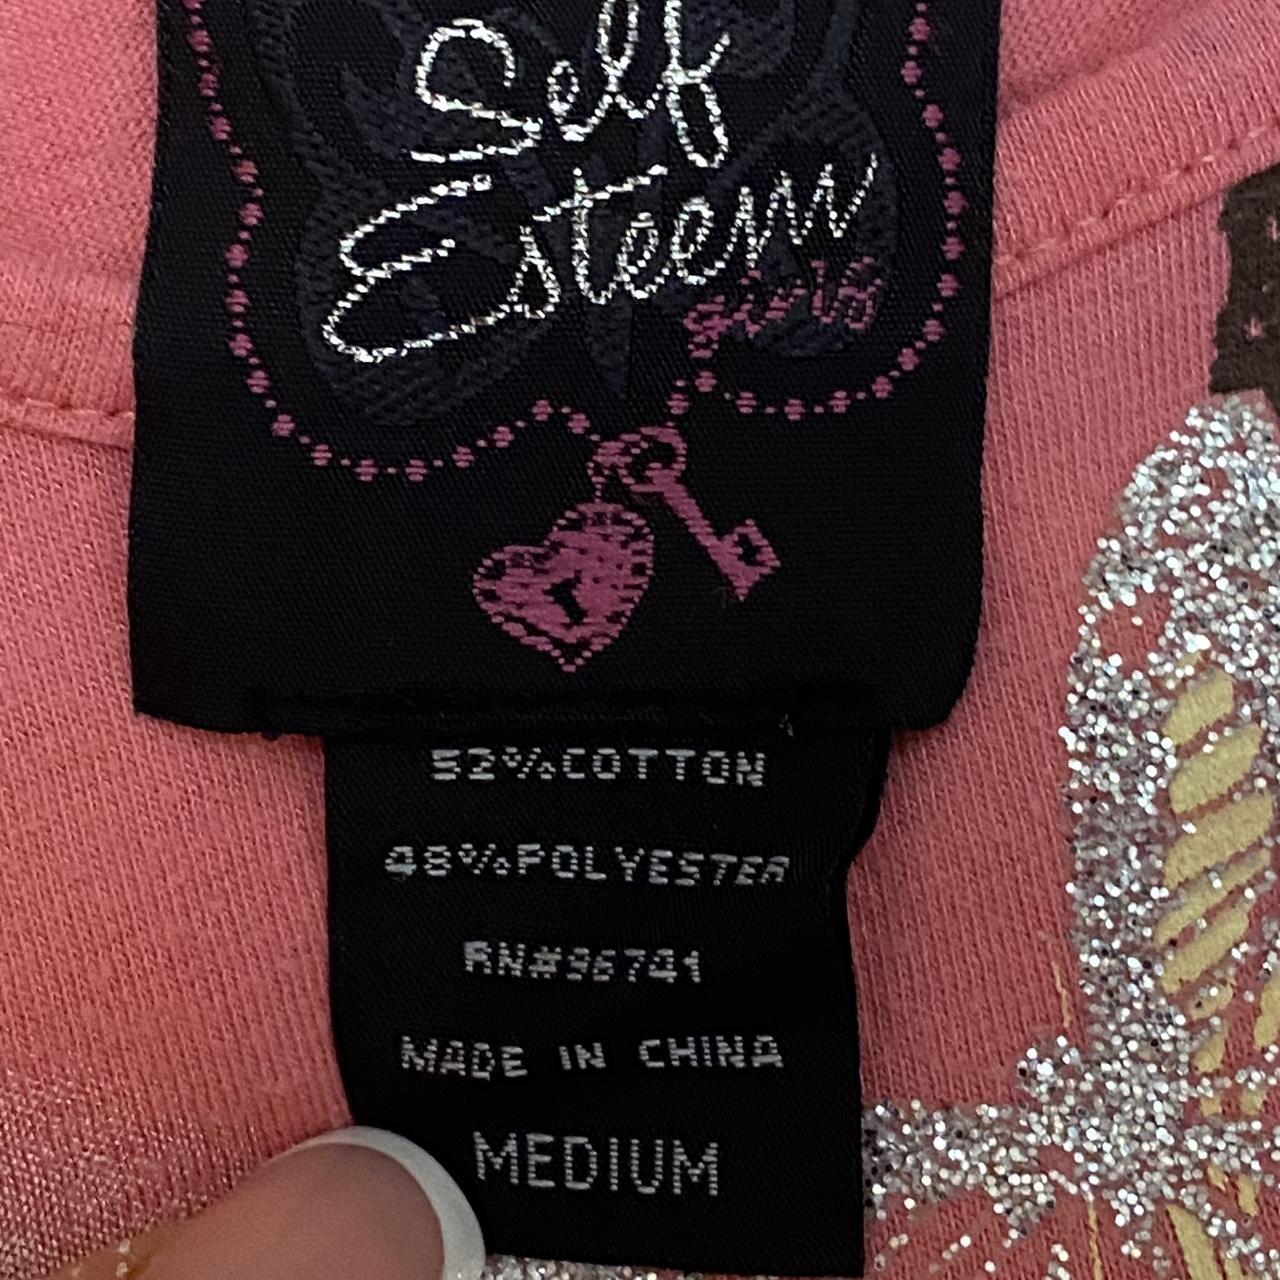 Self
Esteem
girls
52%COTTON
48%POLYESTER
RN#96741
MADE IN CHINA
MEDIUM